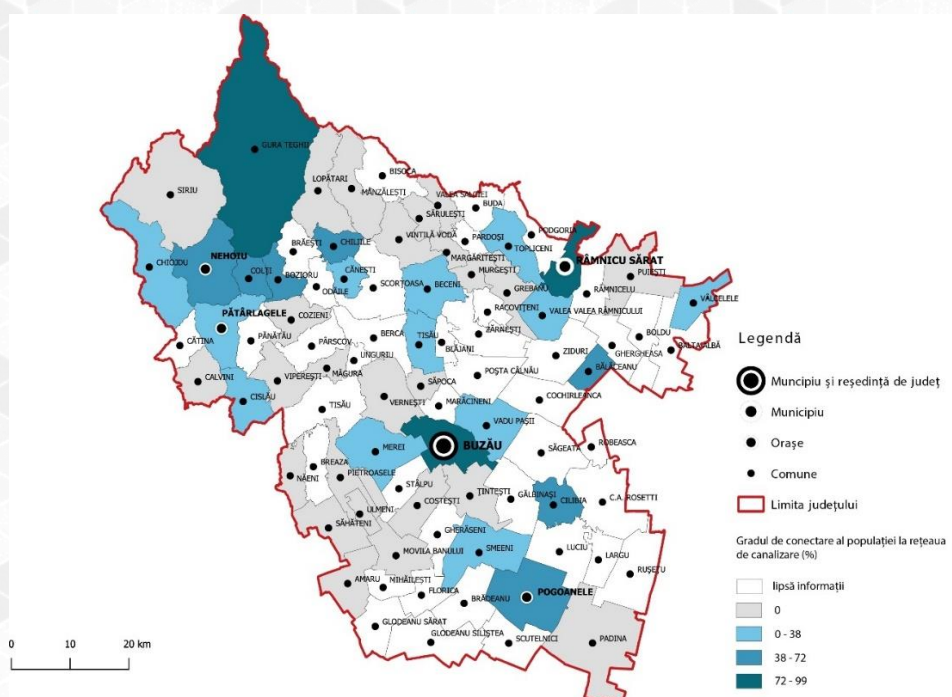 GURA TEGHII
SIRIU
LOPĂTARI
BISOCA
MÂNZĂLEȘTI
VALEA SALCIEI
SĂRULEȘTI
BUDA
VINTILĂ VODĂ
PARDOȘI
PODGORIA
TOPLICENI
BRĂEȘTI
CHILIILE
MĂRGĂRITEȘTI
RÂMNICU SĂRAT
PUIEȘTI
CHIOJDU
NEHOIU
COLȚI
BOZIORU
CĂNEȘTI
ODĂILE
SCORȚOASA
BECENI
MURGEȘTI
GREBANU
RÂMNICELU
VÂLCELELE
PĂTÂRLAGELE
COZIENI
RACOVIȚENI
VALEA VALEA RÂMNICULUI
CĂTINA
PĂNĂTĂU
PÂRSCOV
BERCA
TISĂU
BLĂJANI
ZĂRNEȘTI
BOLDU
GHERGHEASA
BALTA ALBĂ
UNGURIU
ZIDURI
CALVINI
VIPEREȘTI
MĂGURA
SĂPOCA
POȘTA CÂLNĂU
BĂLĂCEANU
CISLĂU
TISĂU
VERNEȘTI
MARĂCINENI
COCHIRLEANCA
VADU PAȘII
MEREI
BUZĂU
SĂGEATA
ROBEASCA
BREAZA
NĂENI
PIETROASELE
STÂLPU
COSTEȘTI
ȚINTEȘTI
GĂLBINAȘI
CILIBIA
C.A. ROSETTI
ULMENI
SĂHĂTENI
GHERĂSENI
MOVILA BANULUI
SMEENI
LUCIU
LARGU
RUȘEȚU
AMARU
MIHĂILEȘTI
FLORICA
BRĂDEANU
POGOANELE
GLODEANU SĂRAT
GLODEANU SILIȘTEA
SCUTELNICI
PADINA
Legendă
Muncipiu și reședință de județ
Municipiu
Orașe
Comune
Limita județului
Gradul de conectare al populației la rețeaua
de canalizare (%)
lipsă informații
0
0 - 38
38 - 72
72 - 99
0 10 20 km